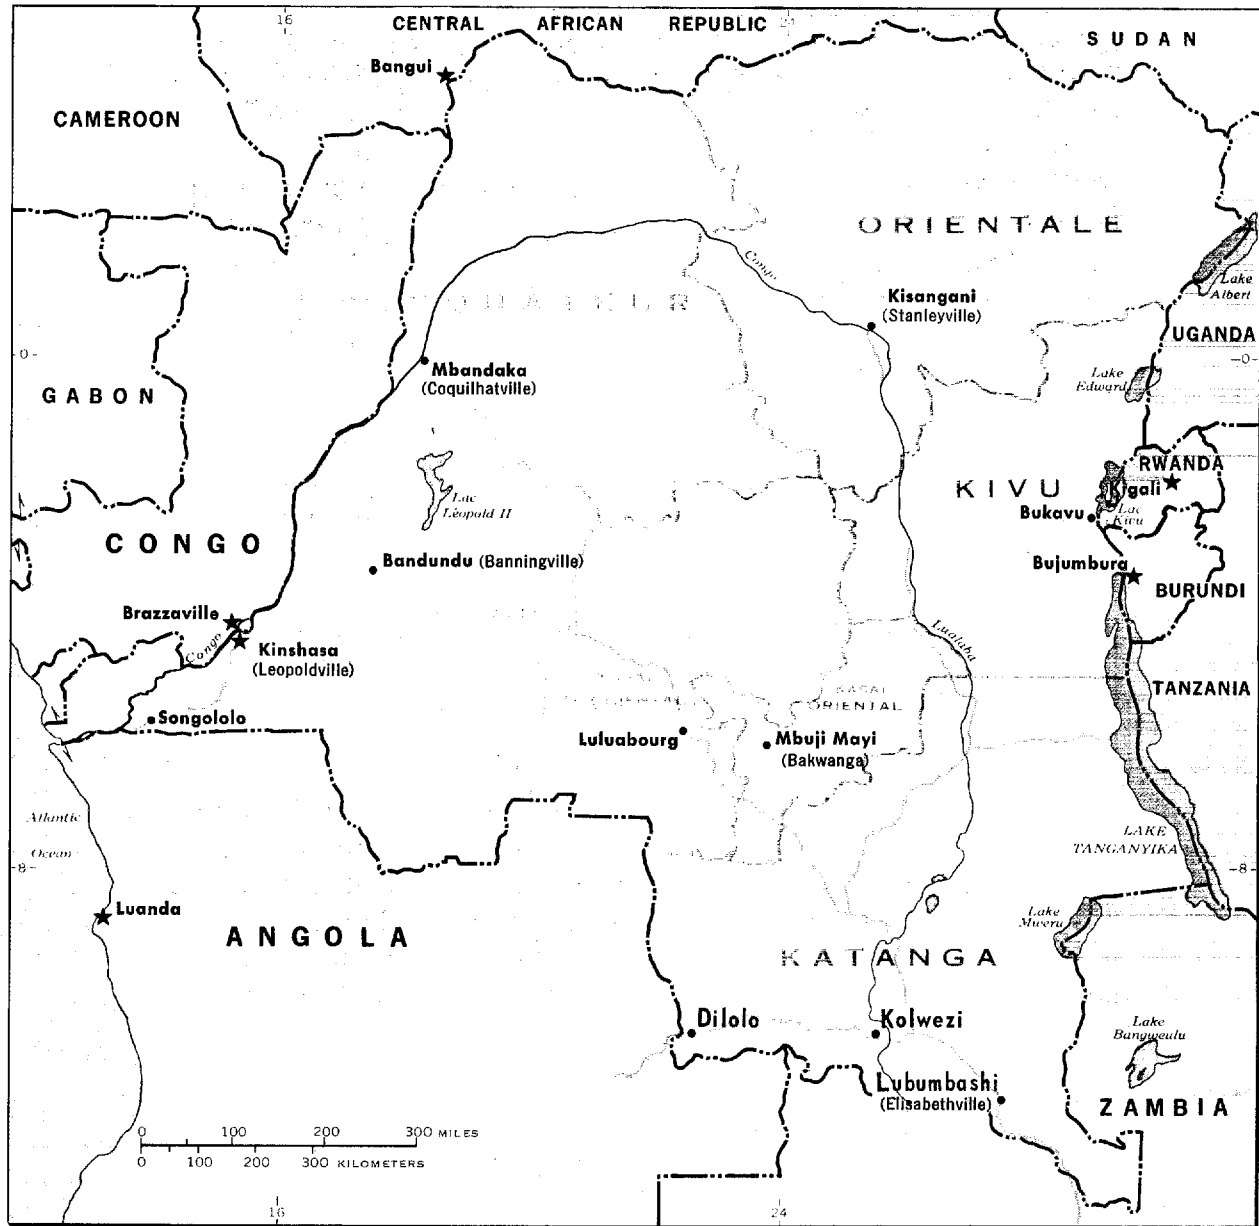 16
24
CENTRAL AFRICAN REPUBLIC
SUDAN
Bangui
CAMEROON
ORIENTALE
Congo
Lake
Albert
Kisangani
(Stanleyville)
UGANDA
0
0
Mbandaka
(Coquilhatville)
Lake
Edward
GABON
RWANDA
Kigali
KIVU
Lac
Léopold II
Bukavu
Lac
Kivu
CONGO
Bandundu (Banningville)
Bujumbura
BURUNDI
Brazzaville
Congo
Kinshasa
(Leopoldville)
Lualaba
TANZANIA
KASAI
ORIENTAL
Songololo
Luluabourg
Mbuji Mayi
(Bakwanga)
Atlantic
Ocean
LAKE
TANGANYIKA
8
8
Luanda
ANGOLA
Lake
Mweru
KATANGA
Dilolo
Kolwezi
Lake
Bangweulu
Lubumbashi
(Elisabethville)
ZAMBIA
0 100 200 300 MILES
0 100 200 300 KILOMETERS
16
24